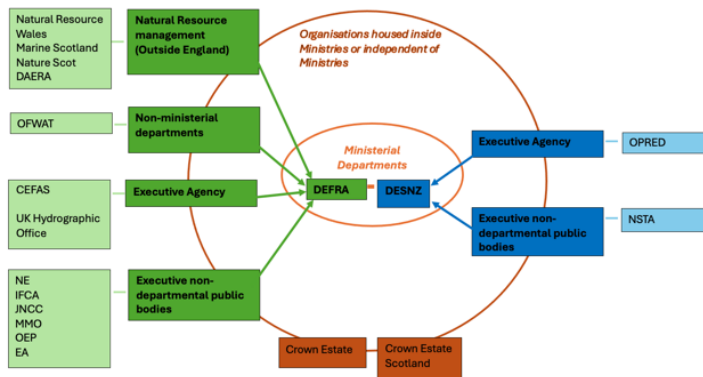 Natural Resource
Wales
Marine Scotland
Nature Scot
DAERA
Natural Resource
management
(Outside England)
Organisations housed inside
Ministries or independent of
Ministries
OFWAT
Non-ministerial
departments
Ministerial
Departments
Executive Agency
OPRED
CEFAS
UK Hydrographic
Office
Executive Agency
DEFRA
DESNZ
Executive non-
departmental public
bodies
NSTA
NE
IFCA
JNCC
MMO
OEP
EA
Executive non-
departmental public
bodies
Crown Estate
Crown Estate
Scotland